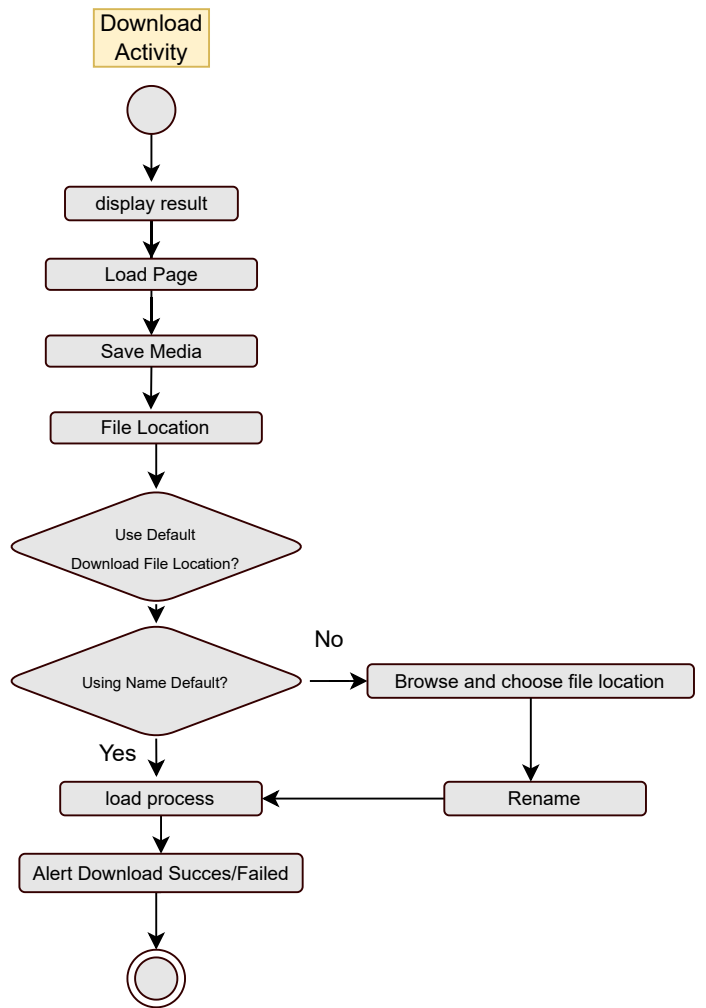 Download
Activity
display result
Load Page
Save Media
File Location
Use Default
Download File Location?
Using Name Default?
No
Browse and choose file location
Yes
load process
Rename
Alert Download Succes/Failed